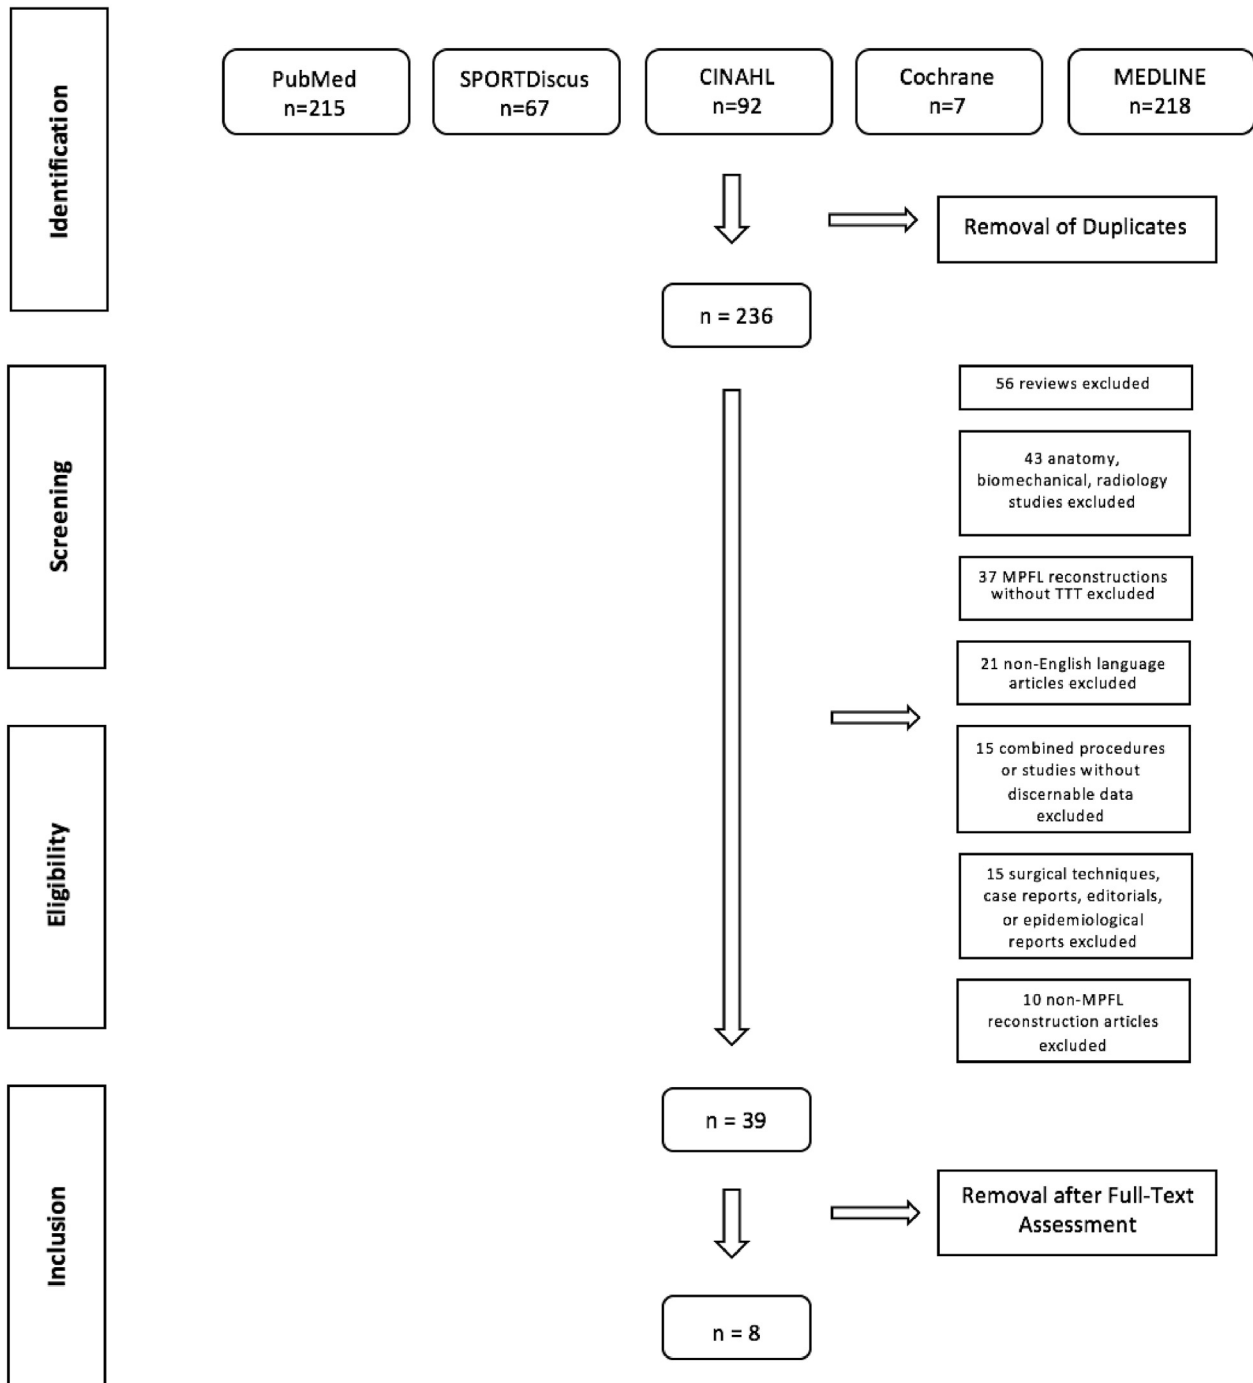 Identification
PubMed
n=215
SPORTDiscus
n=67
CINAHL
n=92
Cochrane
n=7
MEDLINE
n=218
Removal of Duplicates
n = 236
Screening
56 reviews excluded
43 anatomy,
biomechanical, radiology
studies excluded
37 MPFL reconstructions
without TTT excluded
21 non-English language
articles excluded
Eligibility
15 combined procedures
or studies without
discernable data
excluded
15 surgical techniques,
case reports, editorials,
or epidemiological
reports excluded
10 non-MPFL
reconstruction articles
excluded
Inclusion
n = 39
Removal after Full-Text
Assessment
n = 8